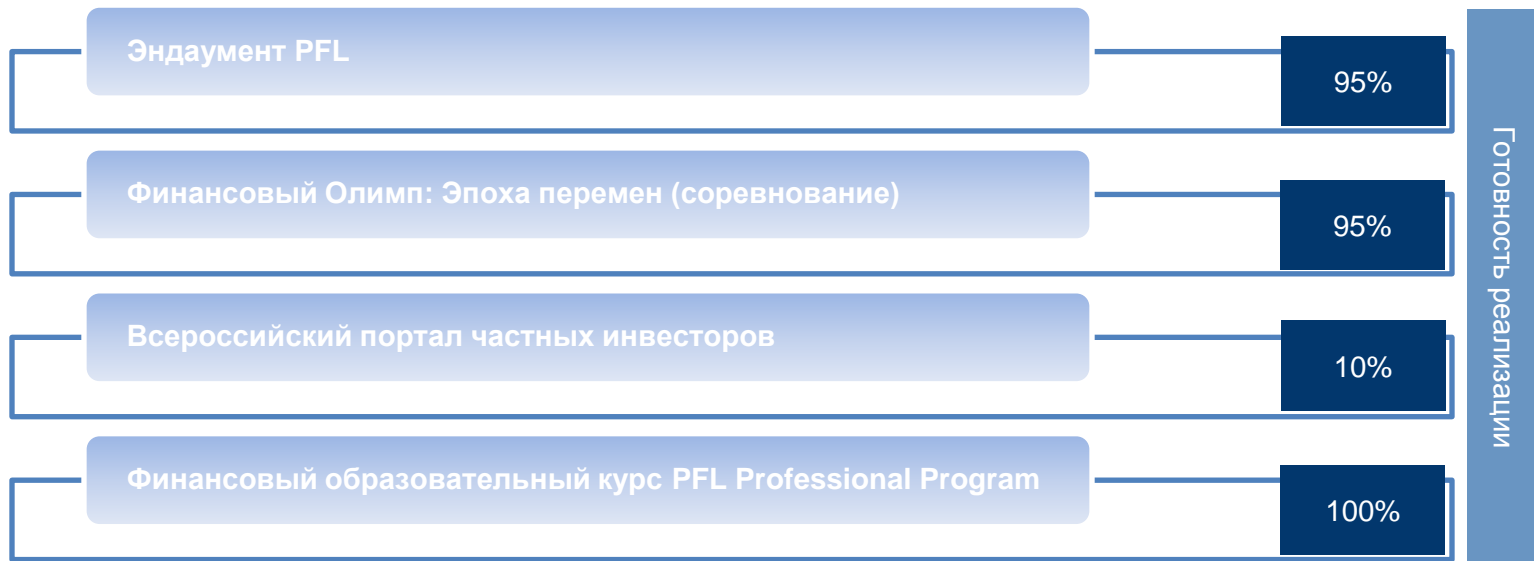 Эндаумент PFL
95%
Финансовый Олимп: Эпоха перемен (соревнование)
95%
Всероссийский портал частных инвесторов
10%
Финансовый образовательный курс PFL Professional Program
100%
Готовность реализации